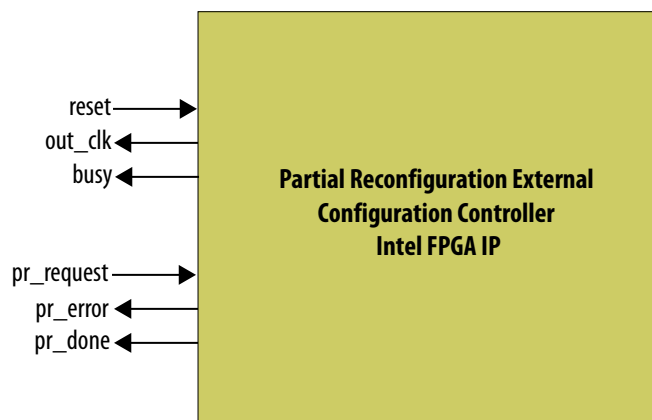 reset
out_clk
busy
Partial Reconfiguration External
Configuration Controller
Intel FPGA IP
pr_request
pr_error
pr_done